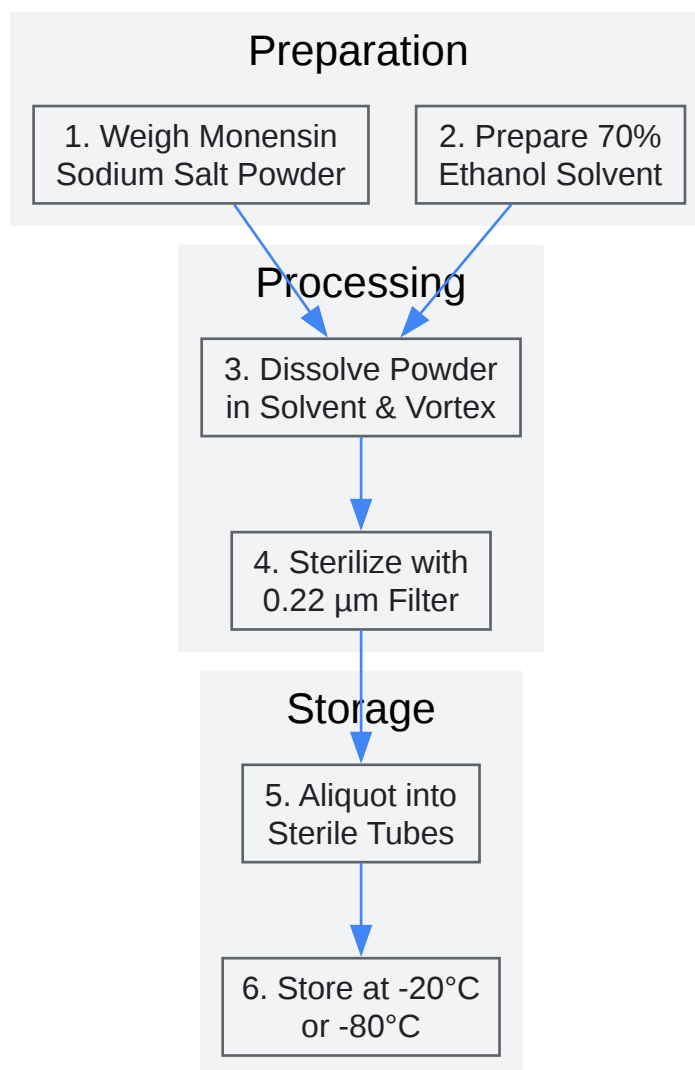 Preparation
1. Weigh Monensin
Sodium Salt Powder
2. Prepare 70%
Ethanol Solvent
Processing
3. Dissolve Powder
in Solvent & Vortex
4. Sterilize with
0.22 µm Filter
Storage
5. Aliquot into
Sterile Tubes
6. Store at -20°C
or -80°C